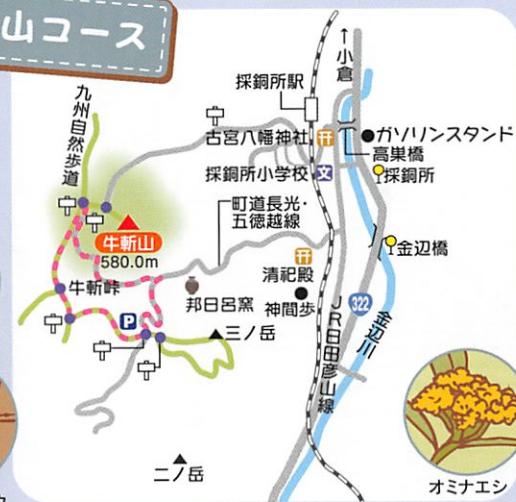 山コース
九州自然歩道
採銅所駅
↑小倉
古宮八幡神社
ガソリンスタンド
高巣橋
採銅所小学校
文
採銅所
町道長光・
五徳越線
牛斬山
580.0m
金辺橋
清祀殿
牛斬峠
邦日呂窯
神間歩
322
P
三ノ岳
JR日田彦山線
金辺川
二ノ岳
オミナエシ